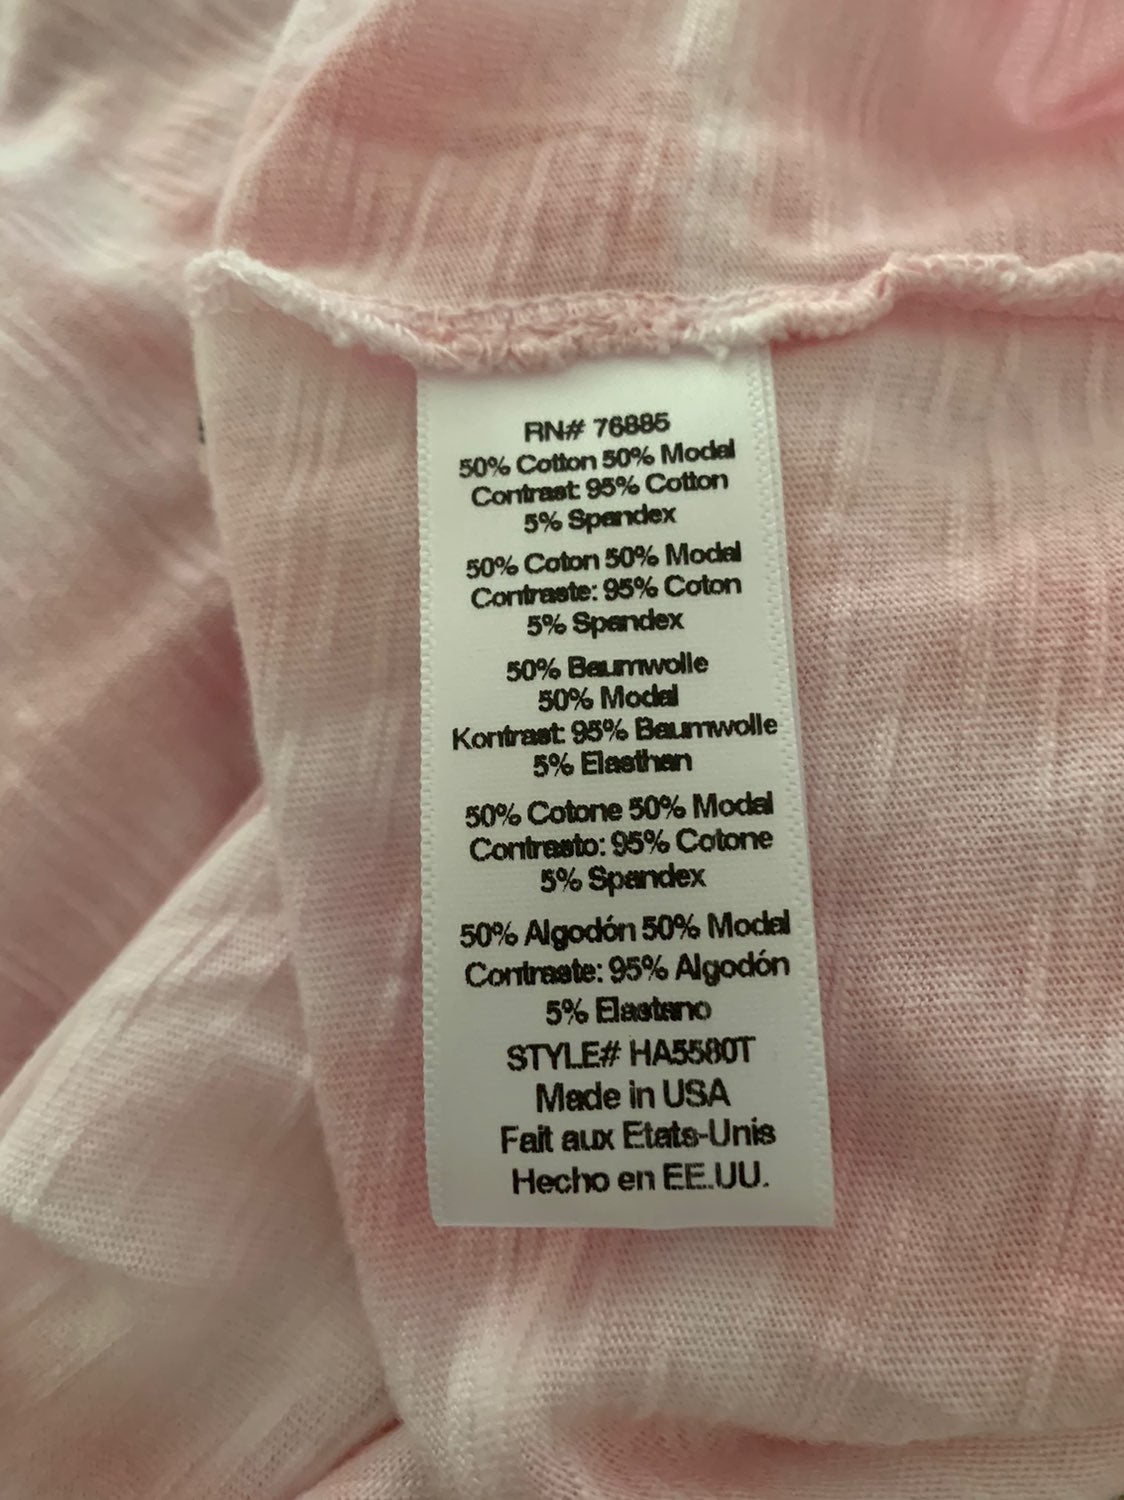 RN# 76885
50% Cotton 50% Modal
Contrast: 95% Cotton
5% Spandex
50% Coton 50% Modal
Contraste: 95% Coton
5% Spandex
50% Baumwolle
50% Modal
Kontrast: 95% Baumwolle
5% Elasthan
50% Cotone 50% Modal
Contrasto: 95% Cotone
5% Spandex
50% Algodón 50% Modal
Contraste: 95% Algodón
5% Elastano
STYLE# HA5580T
Made in USA
Fait aux Etats-Unis
Hecho en EE.UU.